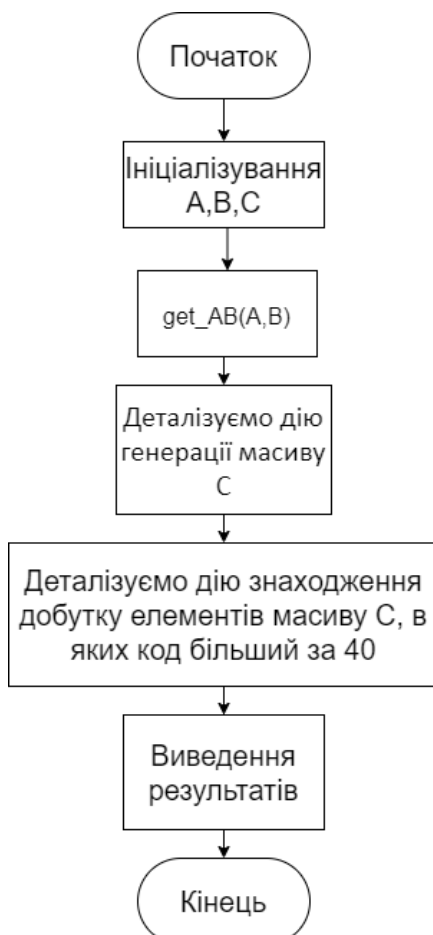 Початок
Ініціалізування
A,B,C
get_AB(A,B)
Деталізуємо дію
генерації масиву
С
Деталізуємо дію знаходження
добутку елементів масиву С, в
яких код більший за 40
Виведення
результатів
Кінець